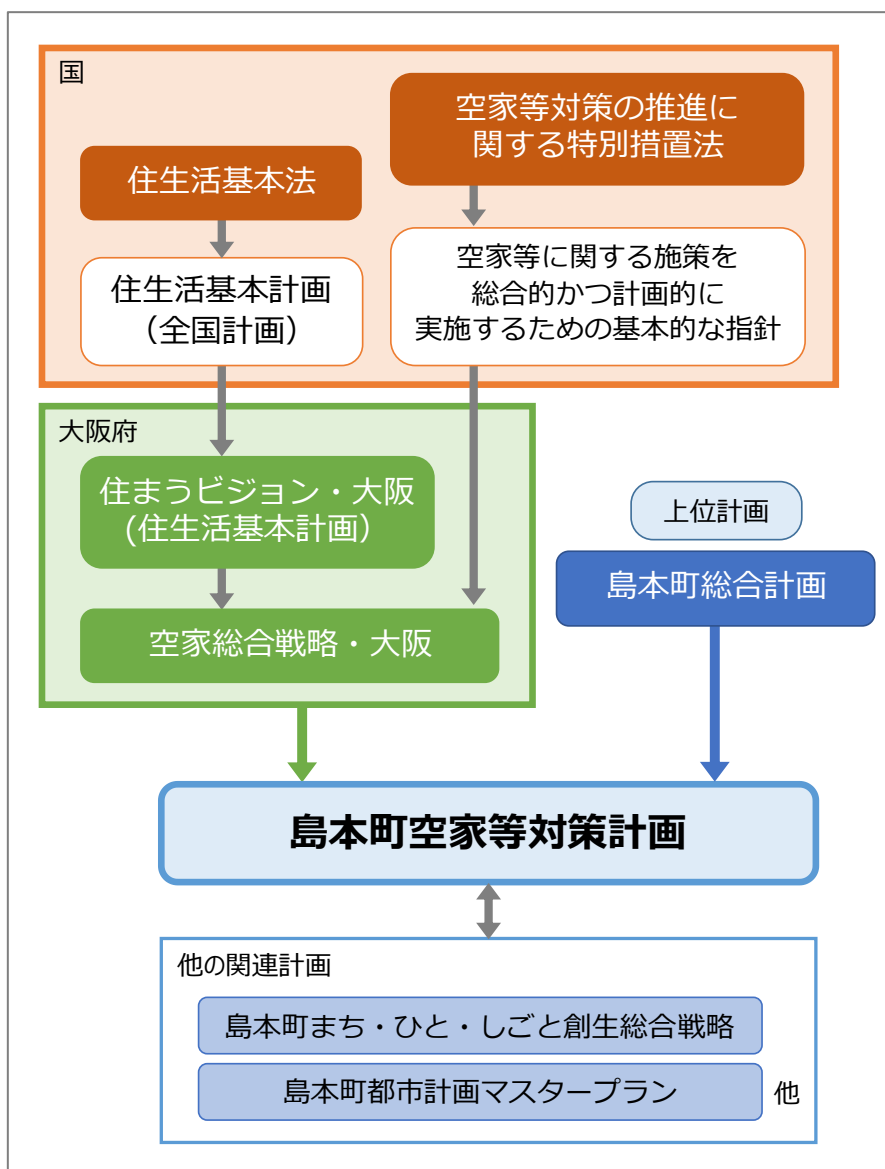 国
空家等対策の推進に
関する特別措置法
住生活基本法
住生活基本計画
（全国計画）
空家等に関する施策を
総合的かつ計画的に
実施するための基本的な指針
大阪府
住まうビジョン・大阪
(住生活基本計画）
空家総合戦略・大阪
上位計画
島本町総合計画
島本町空家等対策計画
他の関連計画
島本町まち・ひと・しごと創生総合戦略
島本町都市計画マスタープラン
他